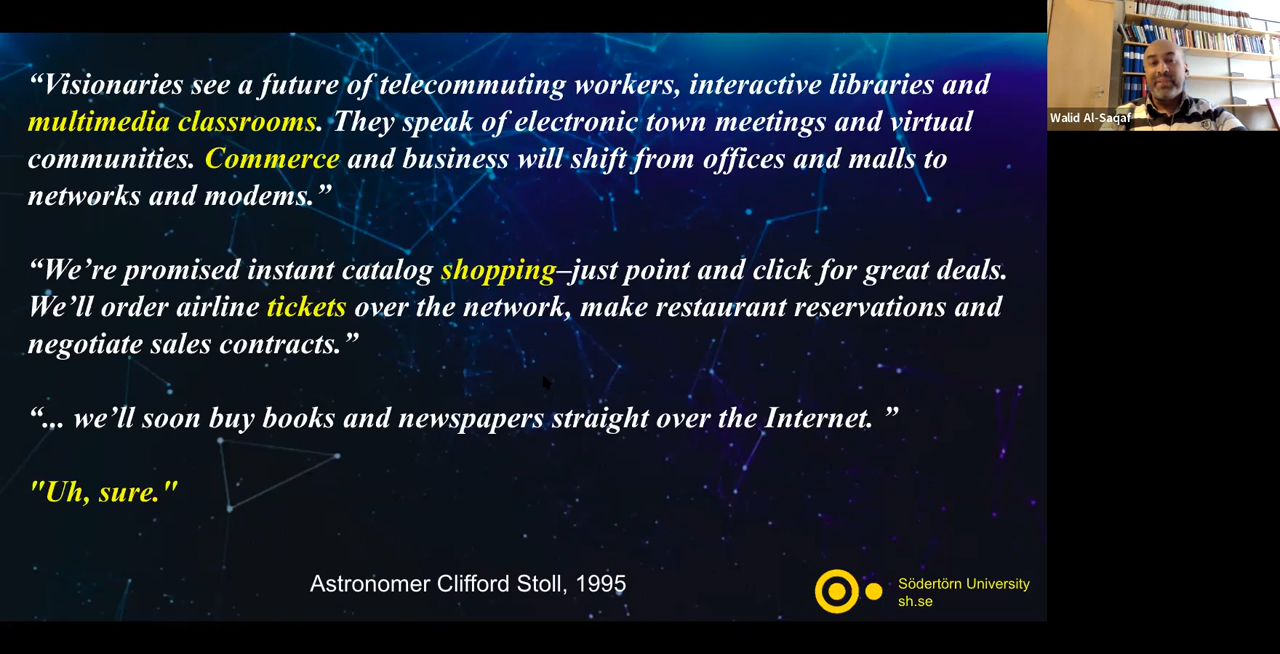 “Visionaries see a future of telecommuting workers, interactive libraries and
multimedia classrooms. They speak of electronic town meetings and virtual
communities. Commerce and business will shift from offices and malls to
networks and modems.”
“We’re promised instant catalog shopping–just point and click for great deals.
We’ll order airline tickets over the network, make restaurant reservations and
negotiate sales contracts.”
“... we’ll soon buy books and newspapers straight over the Internet. ”
"Uh, sure."
Astronomer Clifford Stoll, 1995
Södertörn University
sh.se
Walid Al-Saqaf